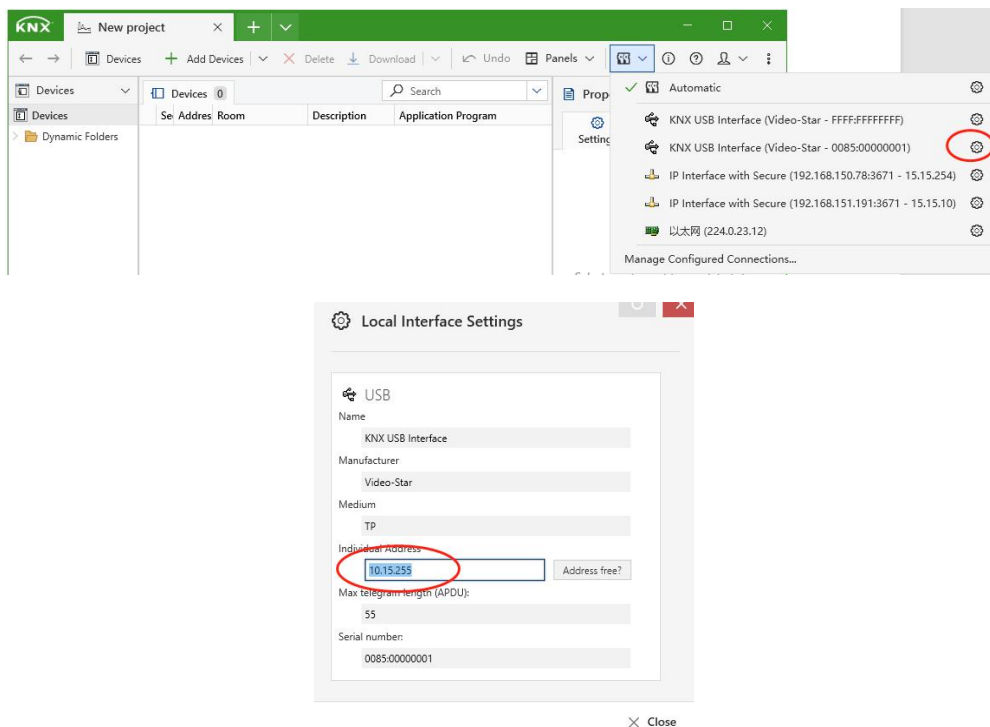 KNX New project
Devices Add Devices Delete Download Undo Panels
Devices Devices 0 Search
Devices Addres Room Description Application Program
Dynamic Folders
Automatic
KNX USB Interface (Video-Star - FFFF:FFFFFFFF)
KNX USB Interface (Video-Star - 0085:00000001)
IP Interface with Secure (192.168.150.78:3671 - 15.15.254)
IP Interface with Secure (192.168.151.191:3671 - 15.15.10)
以太网 (224.0.23.12)
Manage Configured Connections...
Local Interface Settings
USB
Name
KNX USB Interface
Manufacturer
Video-Star
Medium
TP
Individual Address
10.15.255 Address free?
Max telegram length (APDU):
55
Serial number:
0085:00000001
Close